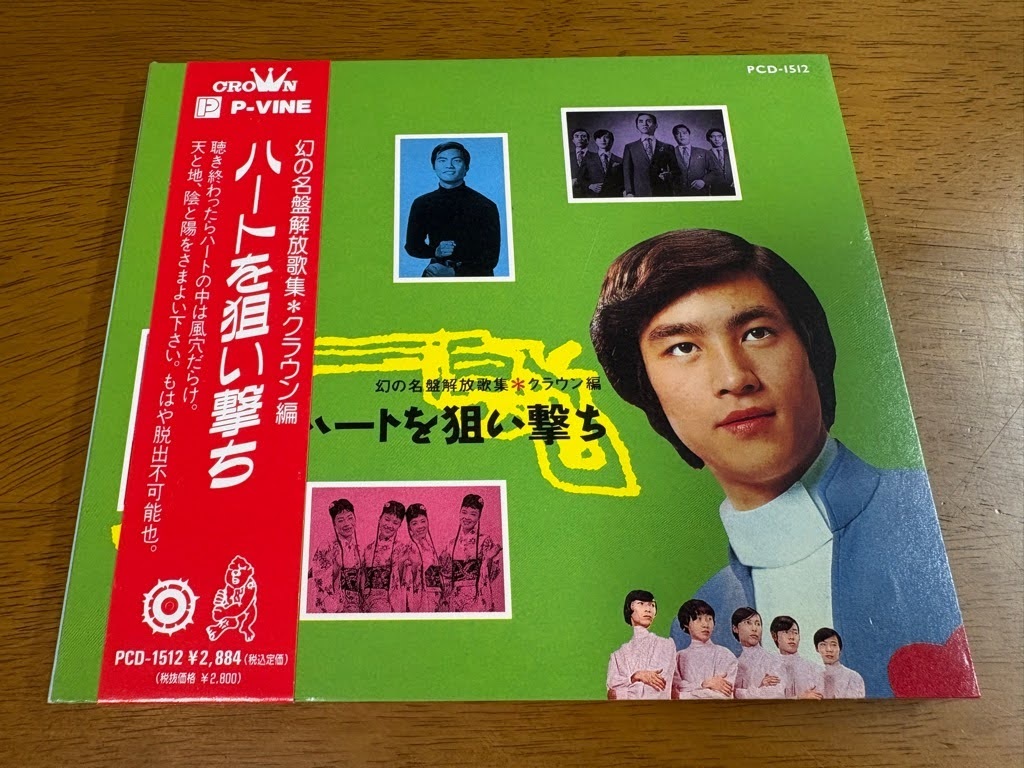 CROWN
P P-VINE
幻の名盤解放歌集＊クラウン編
ハートを狙い撃ち
聴き終わったらハートの中は風穴だらけ。
天と地、陰と陽をさまよい下さい。もはや脱出不可能也。
PCD-1512 ¥2,884(税込定価)
(税抜価格 ¥2,800)
PCD-1512
幻の名盤解放歌集＊クラウン編
ハートを狙い撃ち